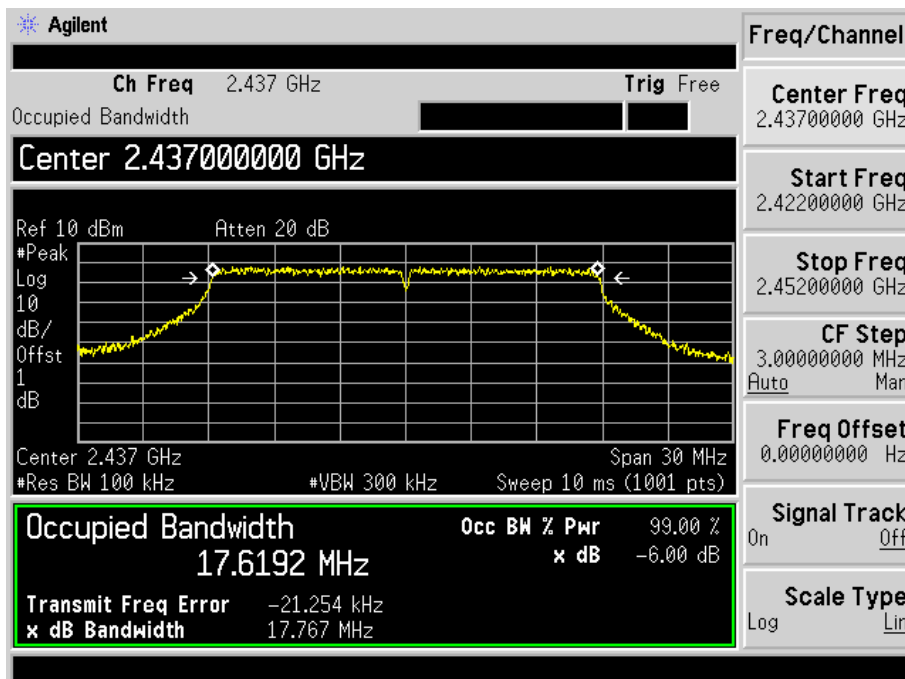 Agilent
Freq/Channel
Ch Freq 2.437 GHz Trig Free
Occupied Bandwidth
Center 2.437000000 GHz
Ref 10 dBm Atten 20 dB
#Peak
Log
10
dB/
Offst
1
dB
Center 2.437 GHz Span 30 MHz
#Res BW 100 kHz #VBW 300 kHz Sweep 10 ms (1001 pts)
Occupied Bandwidth Occ BW % Pwr 99.00 %
17.6192 MHz x dB -6.00 dB
Transmit Freq Error -21.254 kHz
x dB Bandwidth 17.767 MHz
Center Freq
2.43700000 GHz
Start Freq
2.42200000 GHz
Stop Freq
2.45200000 GHz
CF Step
3.00000000 MHz
Auto Man
Freq Offset
0.00000000 Hz
Signal Track
On Off
Scale Type
Log Lin